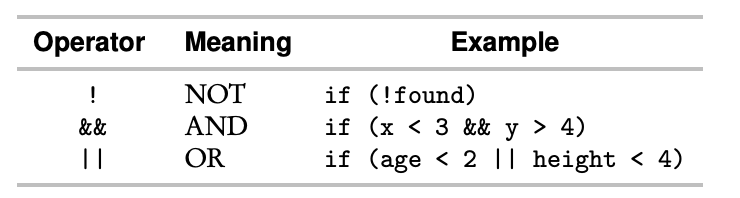 Operator Meaning Example
! NOT if (!found)
&& AND if (x < 3 && y > 4)
|| OR if (age < 2 || height < 4)